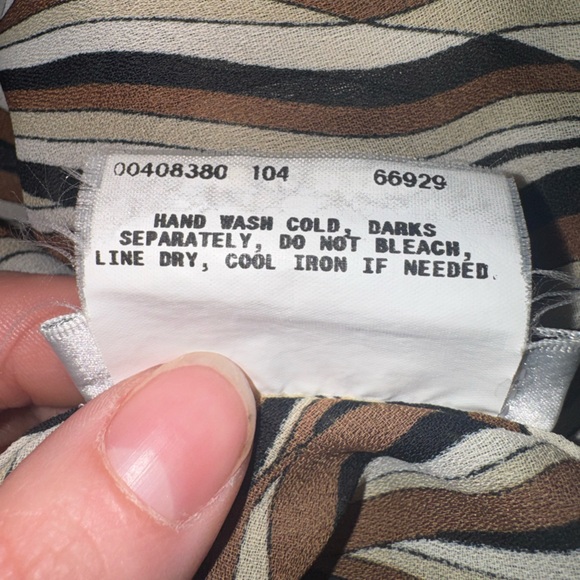 00408380 104 66929
HAND WASH COLD, DARKS
SEPARATELY, DO NOT BLEACH,
LINE DRY, COOL IRON IF NEEDED.